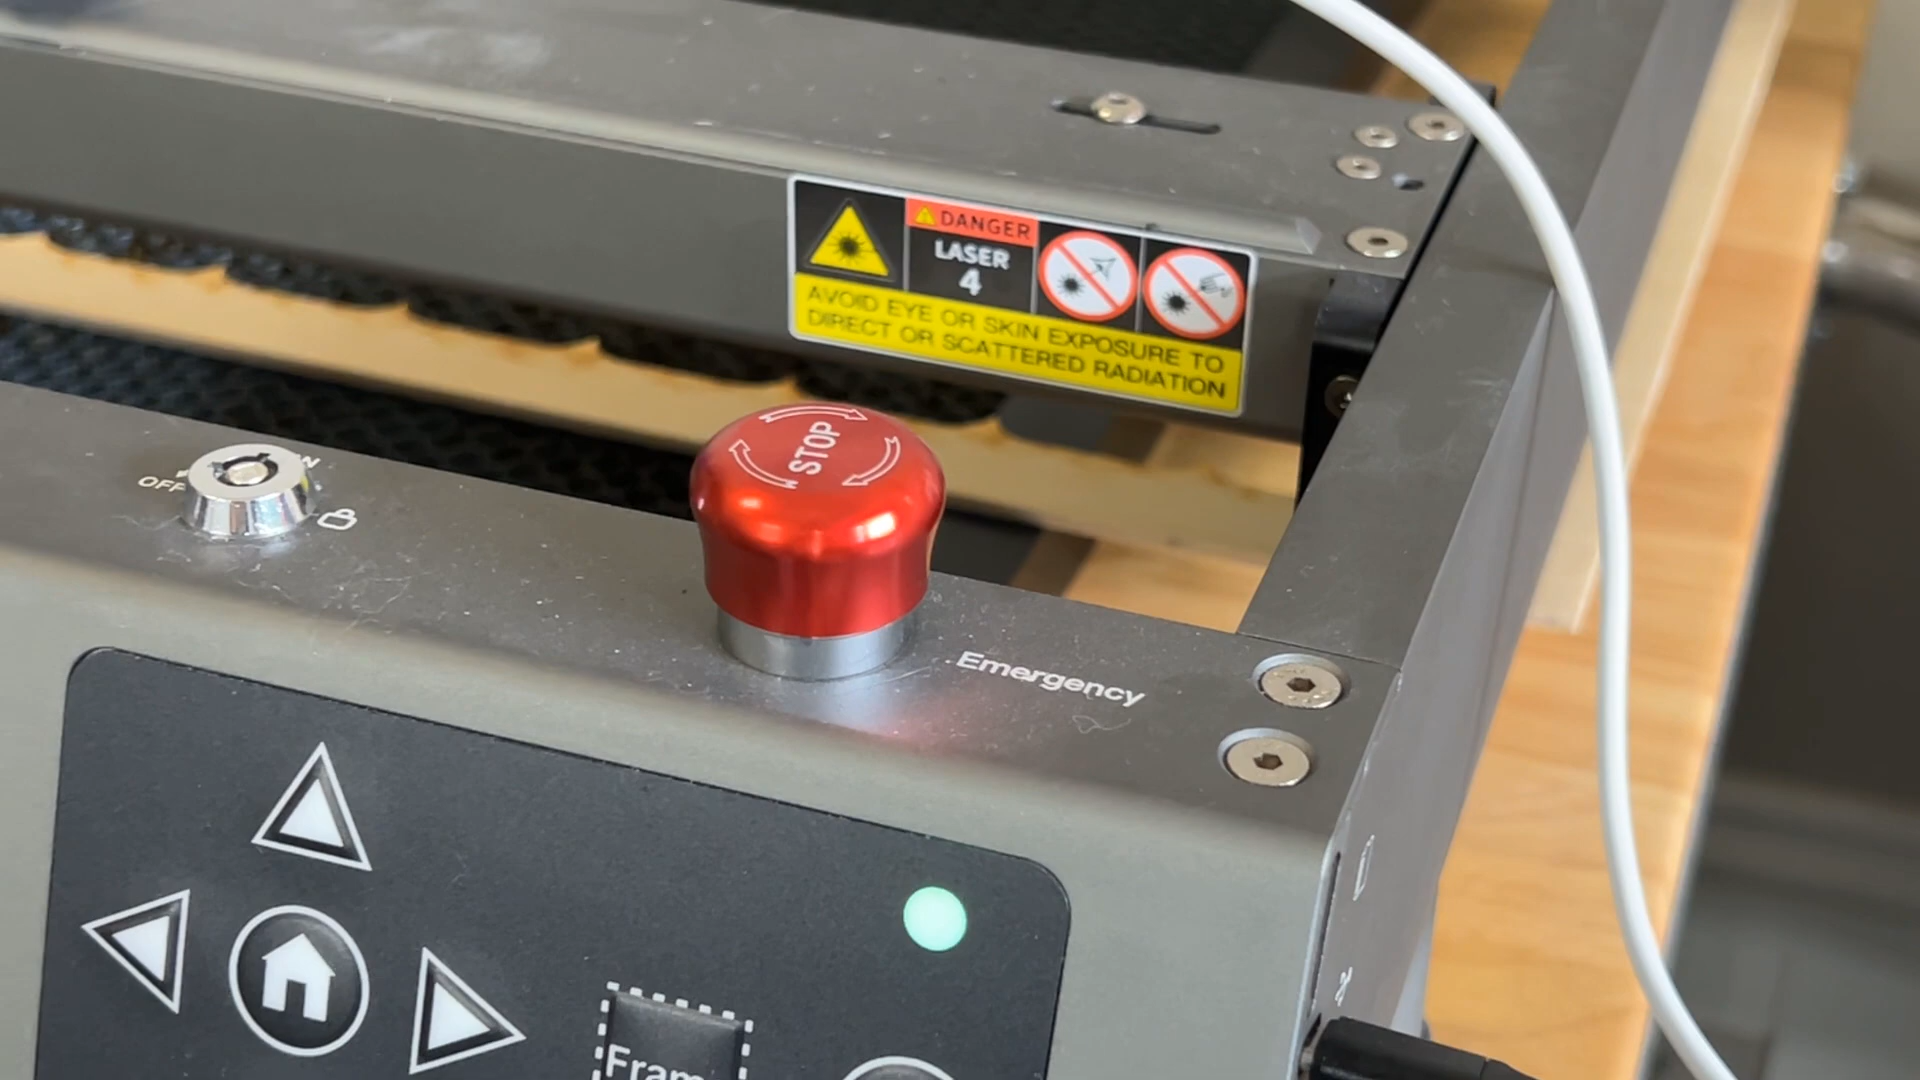 DANGER
LASER
4
AVOID EYE OR SKIN EXPOSURE TO
DIRECT OR SCATTERED RADIATION
STOP
OFF
Emergency